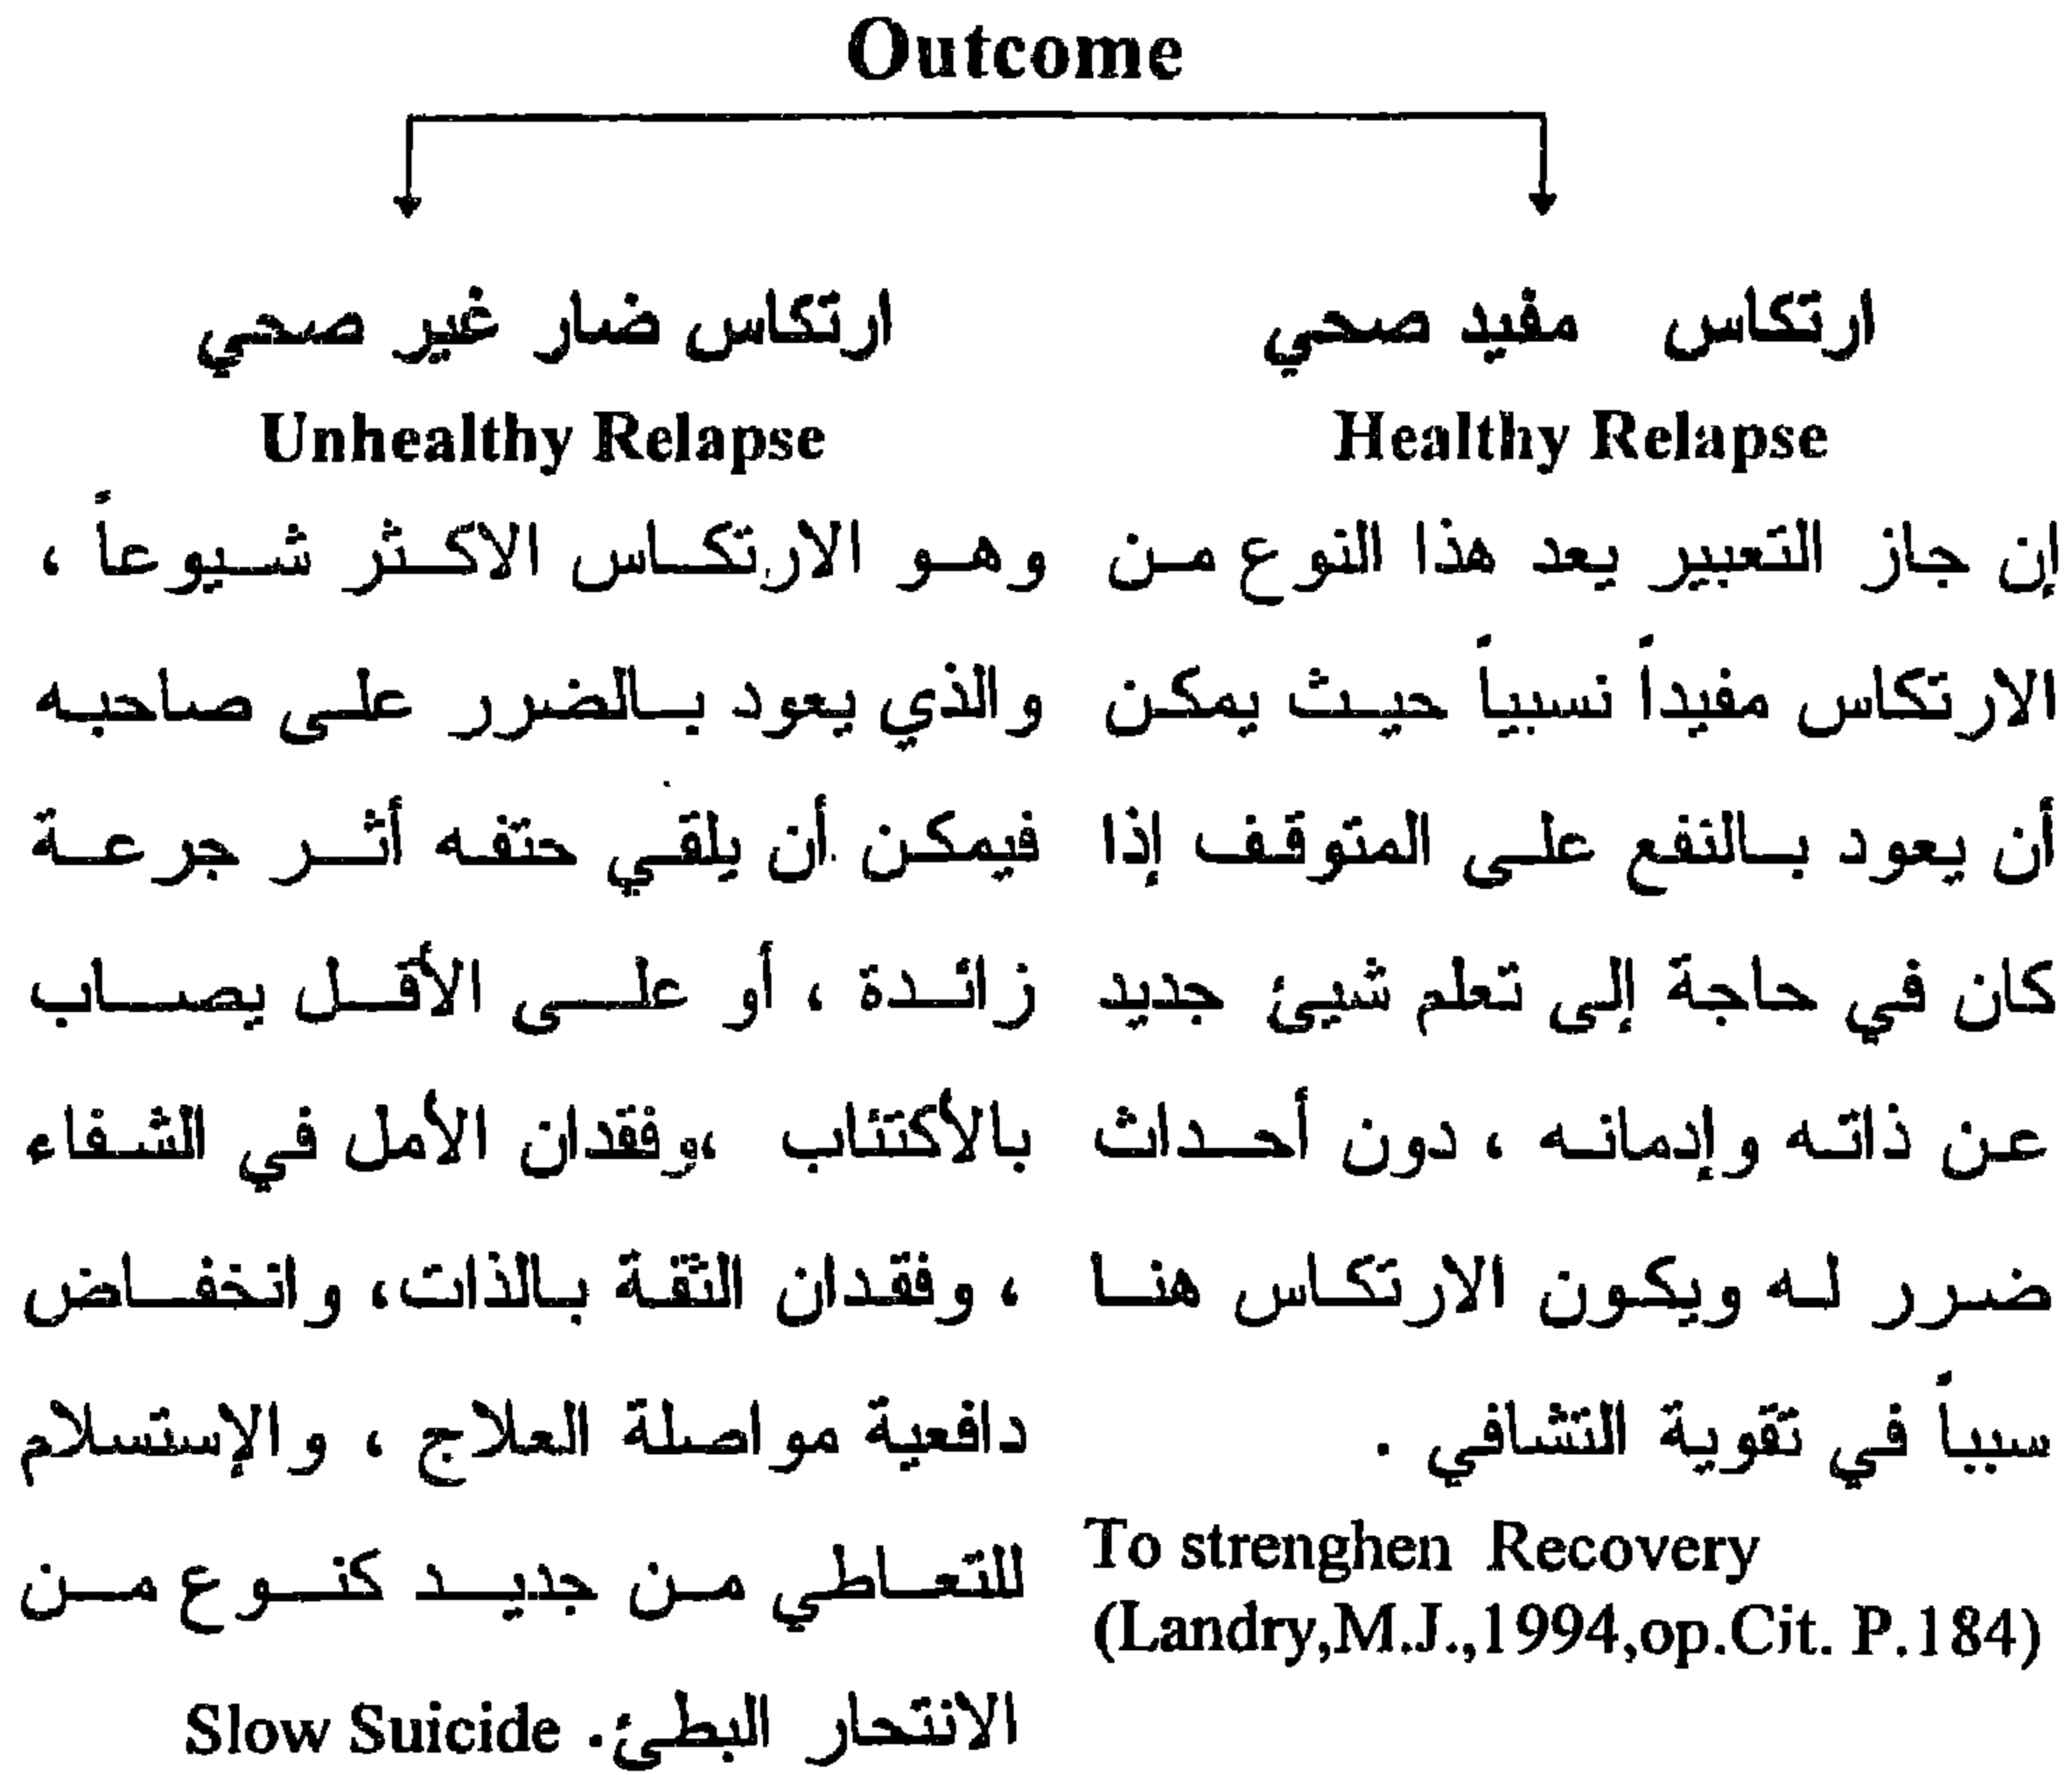 Outcome
ارتكاس مفيد صحي
Healthy Relapse
إن جاز التعبير يعد هذا النوع من
الارتكاس مفيداً نسبياً حيث يمكن
أن يعود بالنفع على المتوقف إذا
كان في حاجة إلى تعلم شيئ جديد
عن ذاته وإدمانه ، دون أحداث
ضرر له ويكون الارتكاس هنا
سبباً في تقوية التشافي .
To strenghen Recovery
(Landry,M.J.,1994,op.Cit. P.184)
ارتكاس ضار غير صحي
Unhealthy Relapse
وهو الارتكاس الاكثر شيوعاً ،
والذي يعود بالضرر على صاحبه
فيمكن أن يلقي حتفه أثر جرعة
زائدة ، أو على الأقل يصاب
بالاكتئاب ،وفقدان الأمل في الشفاء
، وفقدان الثقة بالذات، وانخفاض
دافعية مواصلة العلاج ، والإستسلام
للتعاطي من جديد كنوع من
الانتحار البطئ. Slow Suicide